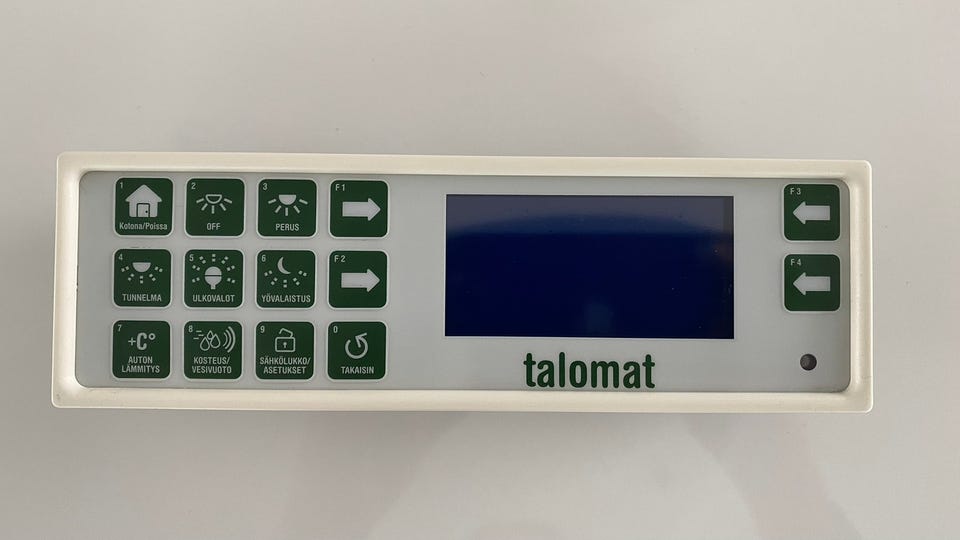 1
Kotona/Poissa
2
OFF
3
PERUS
F1
F3
4
TUNNELMA
5
ULKOVALOT
6
YÖVALAISTUS
F2
F4
7
+C°
AUTON
LÄMMITYS
8
KOSTEUS/
VESIVUOTO
9
SÄHKÖLUKKO/
ASETUKSET
0
TAKAISIN
talomat